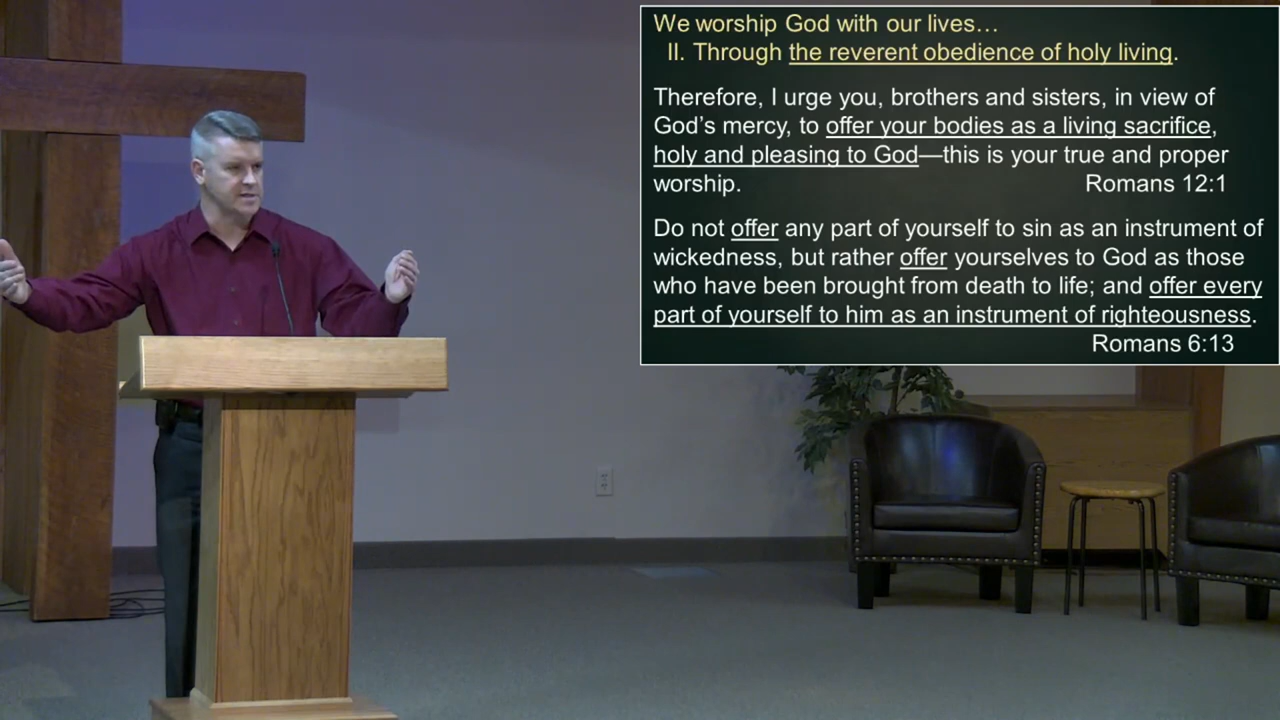 We worship God with our lives…
II. Through the reverent obedience of holy living.
Therefore, I urge you, brothers and sisters, in view of
God’s mercy, to offer your bodies as a living sacrifice,
holy and pleasing to God—this is your true and proper
worship. Romans 12:1
Do not offer any part of yourself to sin as an instrument of
wickedness, but rather offer yourselves to God as those
who have been brought from death to life; and offer every
part of yourself to him as an instrument of righteousness.
Romans 6:13